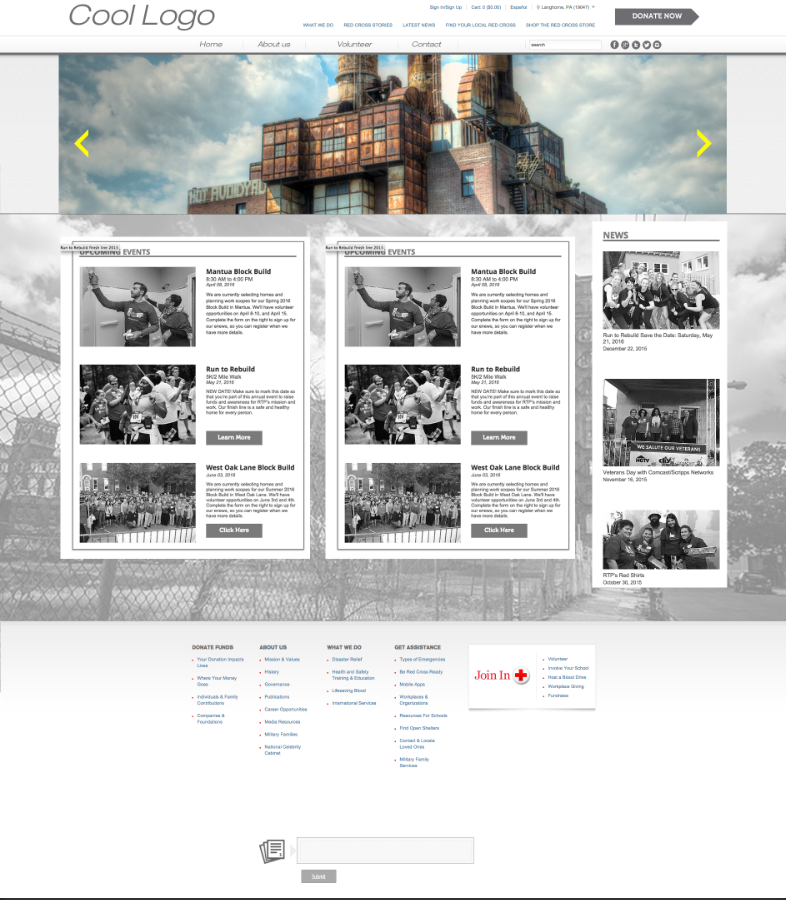 Cool Logo
Sign In/Sign Up
Cart: 0 ($0.00)
Español
Langhorne, PA (19047)
DONATE NOW
WHAT WE DO
RED CROSS STORIES
LATEST NEWS
FIND YOUR LOCAL RED CROSS
SHOP THE RED CROSS STORE
Home
About us
Volunteer
Contact
search
Run to Rebuild Finish line 2015.
UPCOMING EVENTS
Mantua Block Build
8:30 AM to 4:00 PM
April 08, 2016
We are currently selecting homes and
planning work scopes for our Spring 2016
Block Build in Mantua. We'll have volunteer
opportunities on April 8-10, and April 15.
Complete the form on the right to sign up for
our enews, so you can register when we
have more details.
Run to Rebuild
5K/2 Mile Walk
May 21, 2016
NEW DATE! Make sure to mark this date so
that you're part of this annual event to raise
funds and awareness for RTP's mission and
work. Our finish line is a safe and healthy
home for every person.
Learn More
West Oak Lane Block Build
June 03, 2016
We are currently selecting homes and
planning work scopes for our Summer 2016
Block Build in West Oak Lane. We'll have
volunteer opportunities on June 3rd and 4th.
Complete the form on the right to sign up for
our enews, so you can register when we
have more details.
Click Here
Run to Rebuild Finish line 2015.
UPCOMING EVENTS
Mantua Block Build
8:30 AM to 4:00 PM
April 08, 2016
We are currently selecting homes and
planning work scopes for our Spring 2016
Block Build in Mantua. We'll have volunteer
opportunities on April 8-10, and April 15.
Complete the form on the right to sign up for
our enews, so you can register when we
have more details.
Run to Rebuild
5K/2 Mile Walk
May 21, 2016
NEW DATE! Make sure to mark this date so
that you're part of this annual event to raise
funds and awareness for RTP's mission and
work. Our finish line is a safe and healthy
home for every person.
Learn More
West Oak Lane Block Build
June 03, 2016
We are currently selecting homes and
planning work scopes for our Summer 2016
Block Build in West Oak Lane. We'll have
volunteer opportunities on June 3rd and 4th.
Complete the form on the right to sign up for
our enews, so you can register when we
have more details.
Click Here
NEWS
Run to Rebuild Save the Date: Saturday, May
21, 2016
December 22, 2015
WE SALUTE OUR VETERANS
Veterans Day with Comcast/Scripps Networks
November 16, 2015
RTP's Red Shirts
October 30, 2015
DONATE FUNDS
Your Donation Impacts
Lives
Where Your Money
Goes
Individuals & Family
Contributions
Companies &
Foundations
ABOUT US
Mission & Values
History
Governance
Publications
Career Opportunities
Media Resources
Military Families
National Celebrity
Cabinet
WHAT WE DO
Disaster Relief
Health and Safety
Training & Education
Lifesaving Blood
International Services
GET ASSISTANCE
Types of Emergencies
Be Red Cross Ready
Mobile Apps
Workplaces &
Organizations
Resources For Schools
Find Open Shelters
Contact & Locate
Loved Ones
Military Family
Services
Join In
Volunteer
Involve Your School
Host a Blood Drive
Workplace Giving
Fundraise
Submit